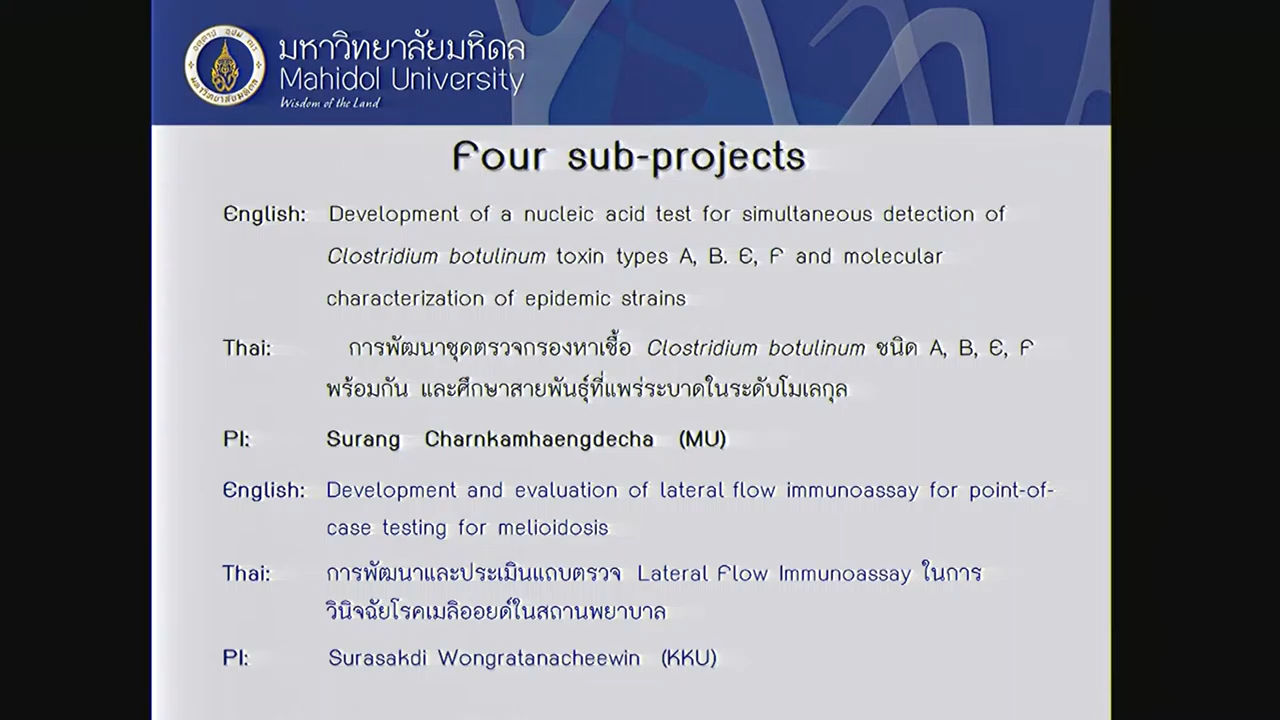 มหาวิทยาลัยมหิดล
Mahidol University
Wisdom of the Land
Four sub-projects
English: Development of a nucleic acid test for simultaneous detection of
Clostridium botulinum toxin types A, B. E, F and molecular
characterization of epidemic strains
Thai: การพัฒนาชุดตรวจกรองหาเชื้อ Clostridium botulinum ชนิด A, B, E, F
พร้อมกัน และศึกษาสายพันธุ์ที่แพร่ระบาดในระดับโมเลกุล
PI: Surang Charnkamhaengdecha (MU)
English: Development and evaluation of lateral flow immunoassay for point-of-
case testing for melioidosis
Thai: การพัฒนาและประเมินแถบตรวจ Lateral Flow Immunoassay ในการ
วินิจฉัยโรคเมลิออยด์ในสถานพยาบาล
PI: Surasakdi Wongratanacheewin (KKU)